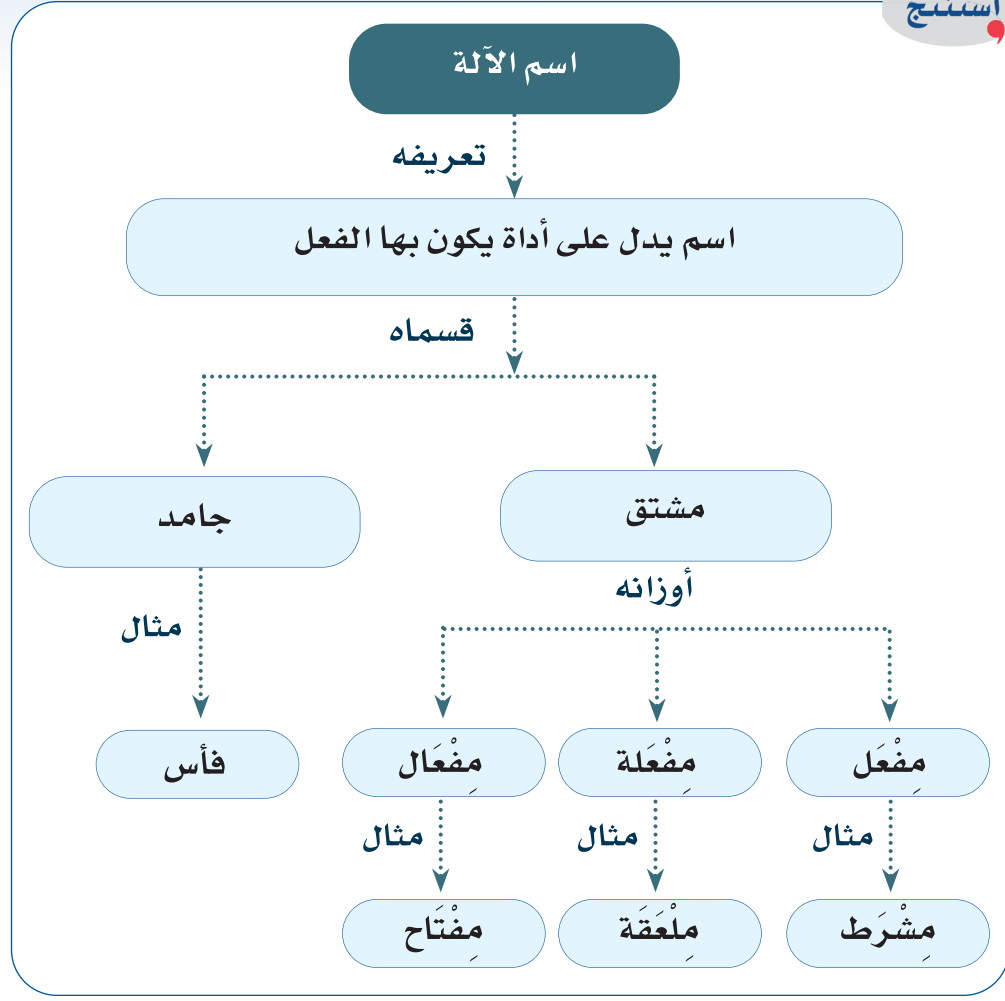 أستنتج
اسم الآلة
تعريفه
اسم يدل على أداة يكون بها الفعل
قسماه
مشتق
جامد
أوزانه
مثال
مِفْعَل
مِفْعَلة
مِفْعَال
فأس
مثال
مثال
مثال
مِشْرَط
مِلْعَقَة
مِفْتَاح